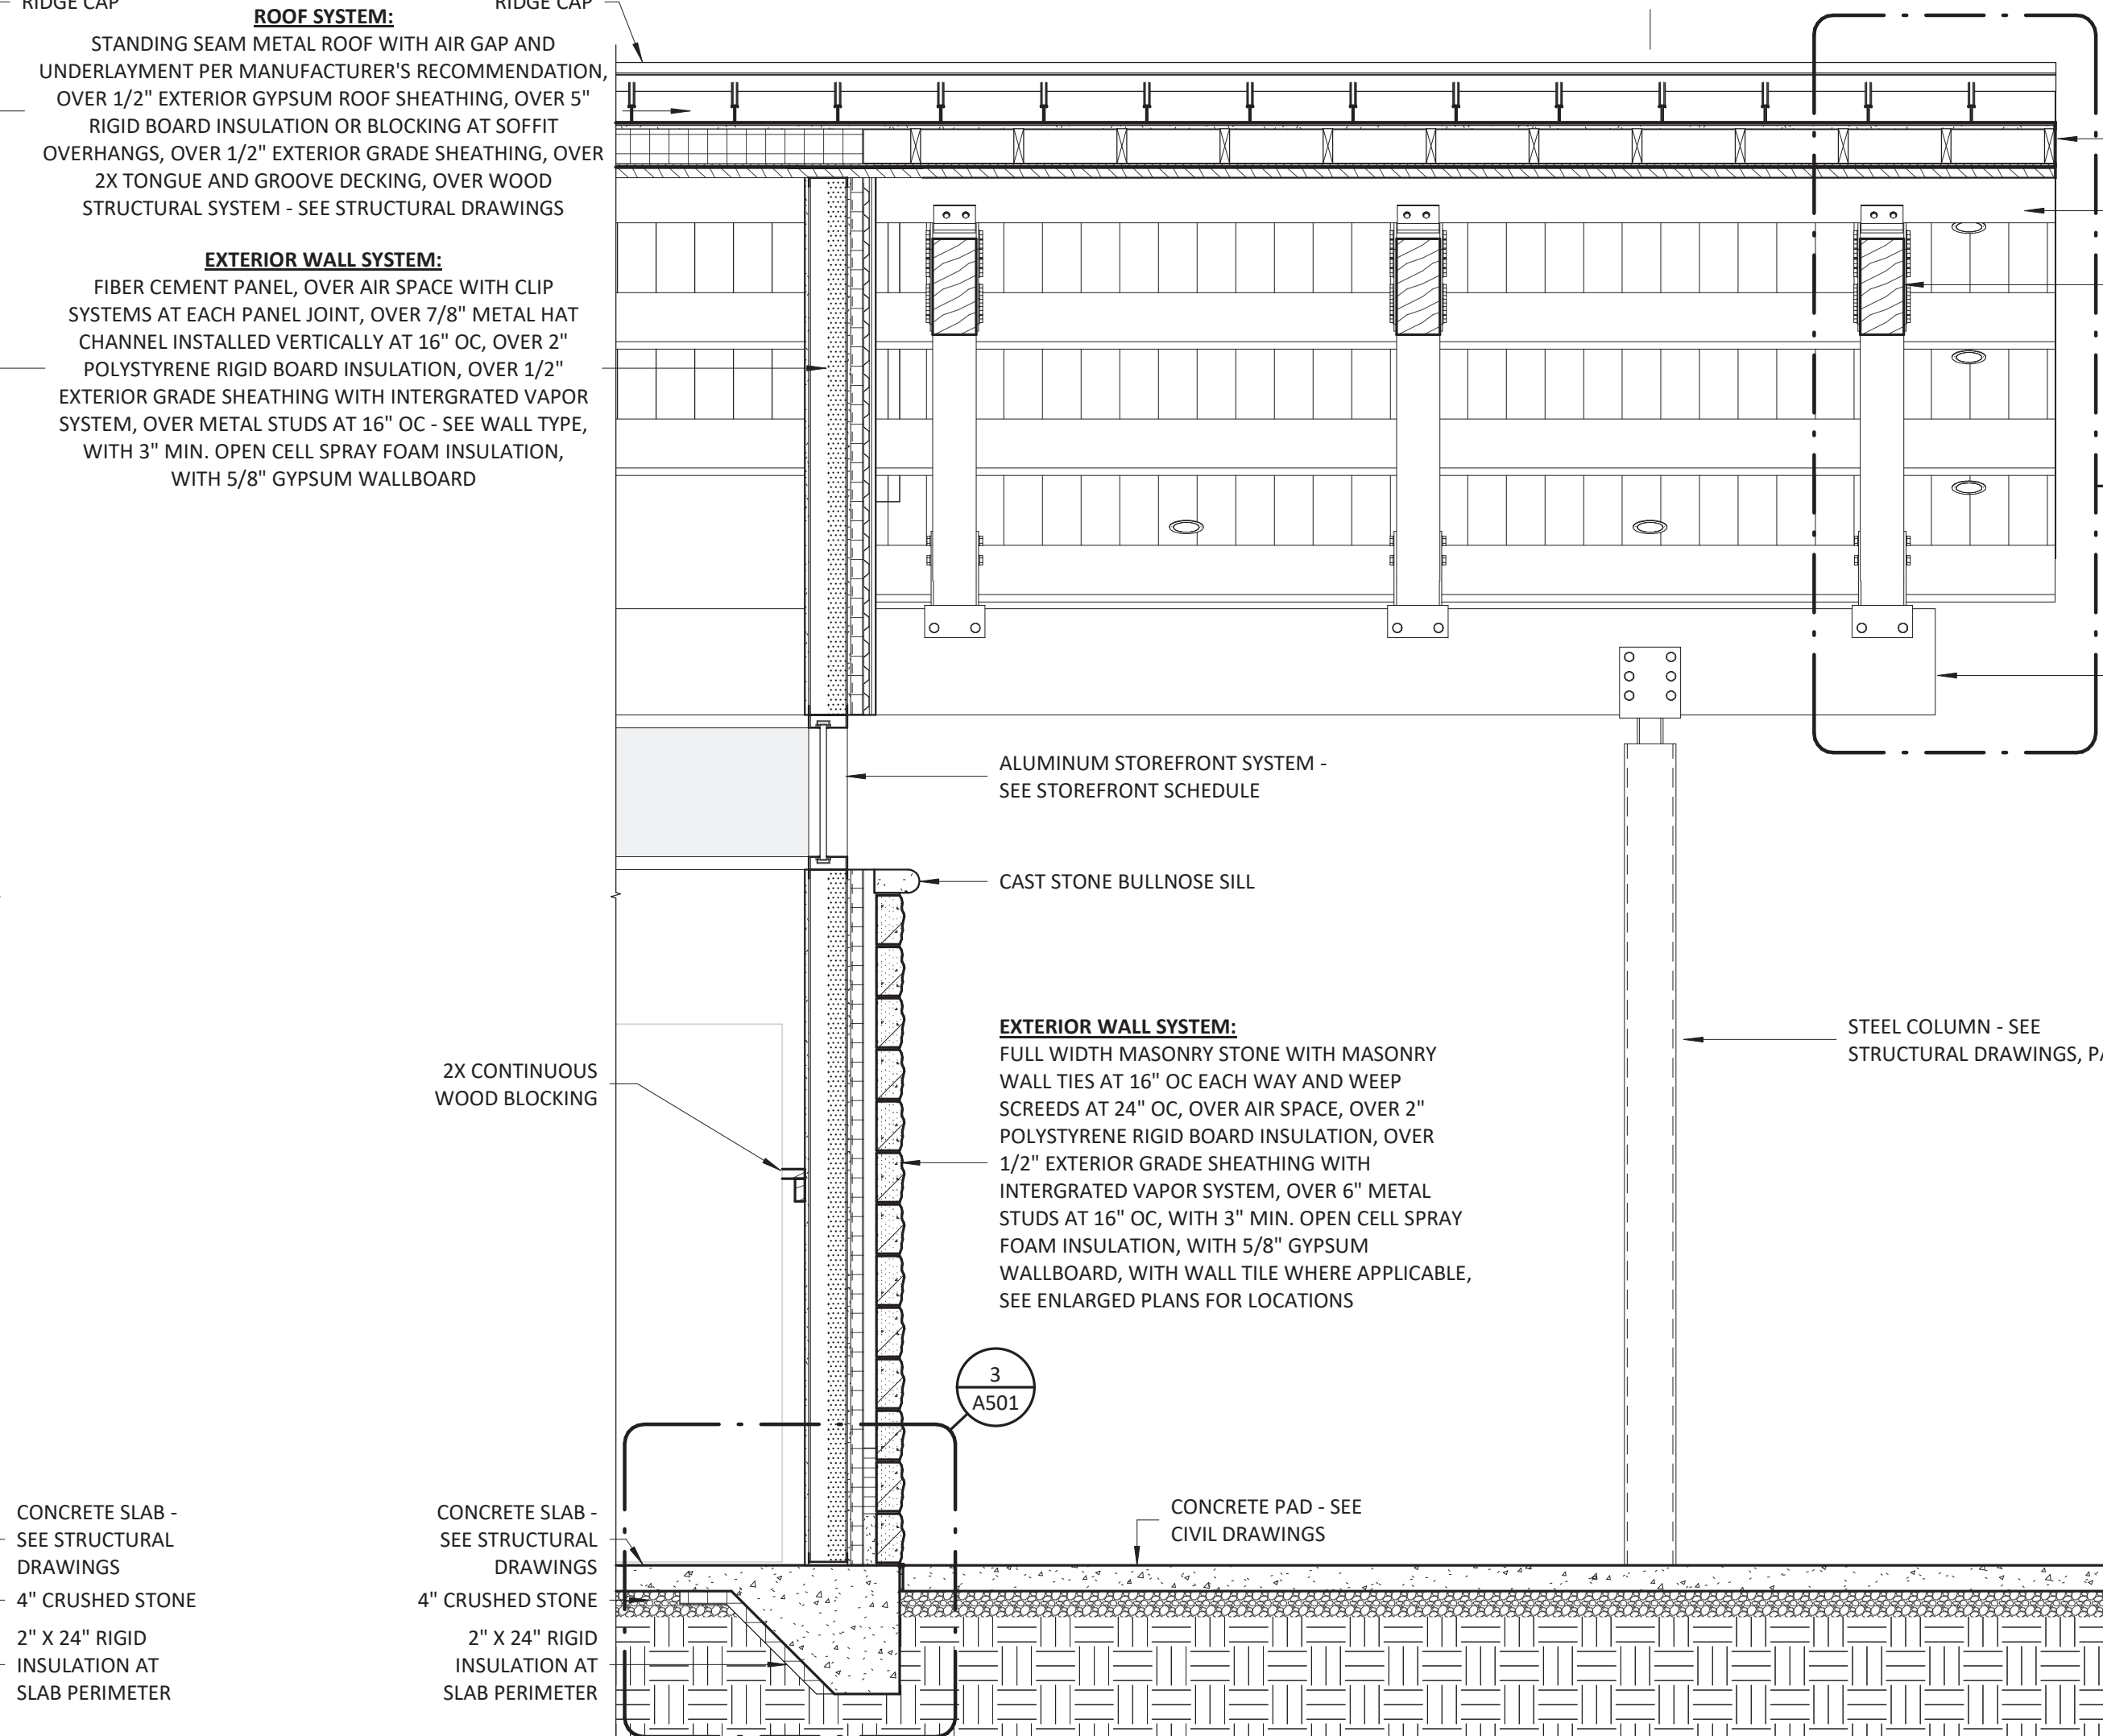 RIDGE CAP
RIDGE CAP
ROOF SYSTEM:
STANDING SEAM METAL ROOF WITH AIR GAP AND
UNDERLAYMENT PER MANUFACTURER'S RECOMMENDATION,
OVER 1/2" EXTERIOR GYPSUM ROOF SHEATHING, OVER 5"
RIGID BOARD INSULATION OR BLOCKING AT SOFFIT
OVERHANGS, OVER 1/2" EXTERIOR GRADE SHEATHING, OVER
2X TONGUE AND GROOVE DECKING, OVER WOOD
STRUCTURAL SYSTEM - SEE STRUCTURAL DRAWINGS
EXTERIOR WALL SYSTEM:
FIBER CEMENT PANEL, OVER AIR SPACE WITH CLIP
SYSTEMS AT EACH PANEL JOINT, OVER 7/8" METAL HAT
CHANNEL INSTALLED VERTICALLY AT 16" OC, OVER 2"
POLYSTYRENE RIGID BOARD INSULATION, OVER 1/2"
EXTERIOR GRADE SHEATHING WITH INTERGRATED VAPOR
SYSTEM, OVER METAL STUDS AT 16" OC - SEE WALL TYPE,
WITH 3" MIN. OPEN CELL SPRAY FOAM INSULATION,
WITH 5/8" GYPSUM WALLBOARD
ALUMINUM STOREFRONT SYSTEM -
SEE STOREFRONT SCHEDULE
CAST STONE BULLNOSE SILL
EXTERIOR WALL SYSTEM:
FULL WIDTH MASONRY STONE WITH MASONRY
WALL TIES AT 16" OC EACH WAY AND WEEP
SCREEDS AT 24" OC, OVER AIR SPACE, OVER 2"
POLYSTYRENE RIGID BOARD INSULATION, OVER
1/2" EXTERIOR GRADE SHEATHING WITH
INTERGRATED VAPOR SYSTEM, OVER 6" METAL
STUDS AT 16" OC, WITH 3" MIN. OPEN CELL SPRAY
FOAM INSULATION, WITH 5/8" GYPSUM
WALLBOARD, WITH WALL TILE WHERE APPLICABLE,
SEE ENLARGED PLANS FOR LOCATIONS
STEEL COLUMN - SEE
STRUCTURAL DRAWINGS,
2X CONTINUOUS
WOOD BLOCKING
3
A501
CONCRETE SLAB -
SEE STRUCTURAL
DRAWINGS
4" CRUSHED STONE
2" X 24" RIGID
INSULATION AT
SLAB PERIMETER
CONCRETE SLAB -
SEE STRUCTURAL
DRAWINGS
4" CRUSHED STONE
2" X 24" RIGID
INSULATION AT
SLAB PERIMETER
CONCRETE PAD - SEE
CIVIL DRAWINGS